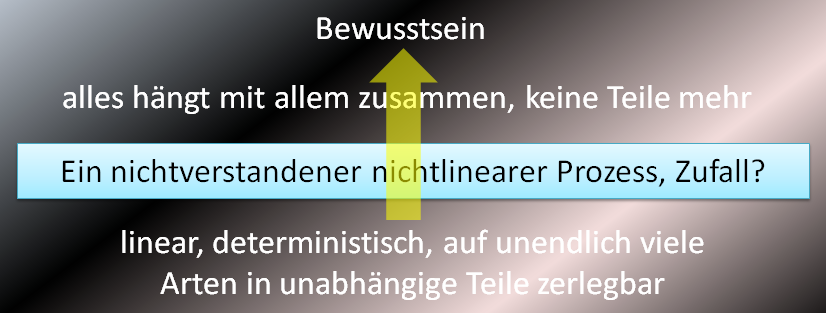 Bewusstsein
alles hängt mit allem zusammen, keine Teile mehr
Ein nichtverstandener nichtlinearer Prozess, Zufall?
linear, deterministisch, auf unendlich viele
Arten in unabhängige Teile zerlegbar